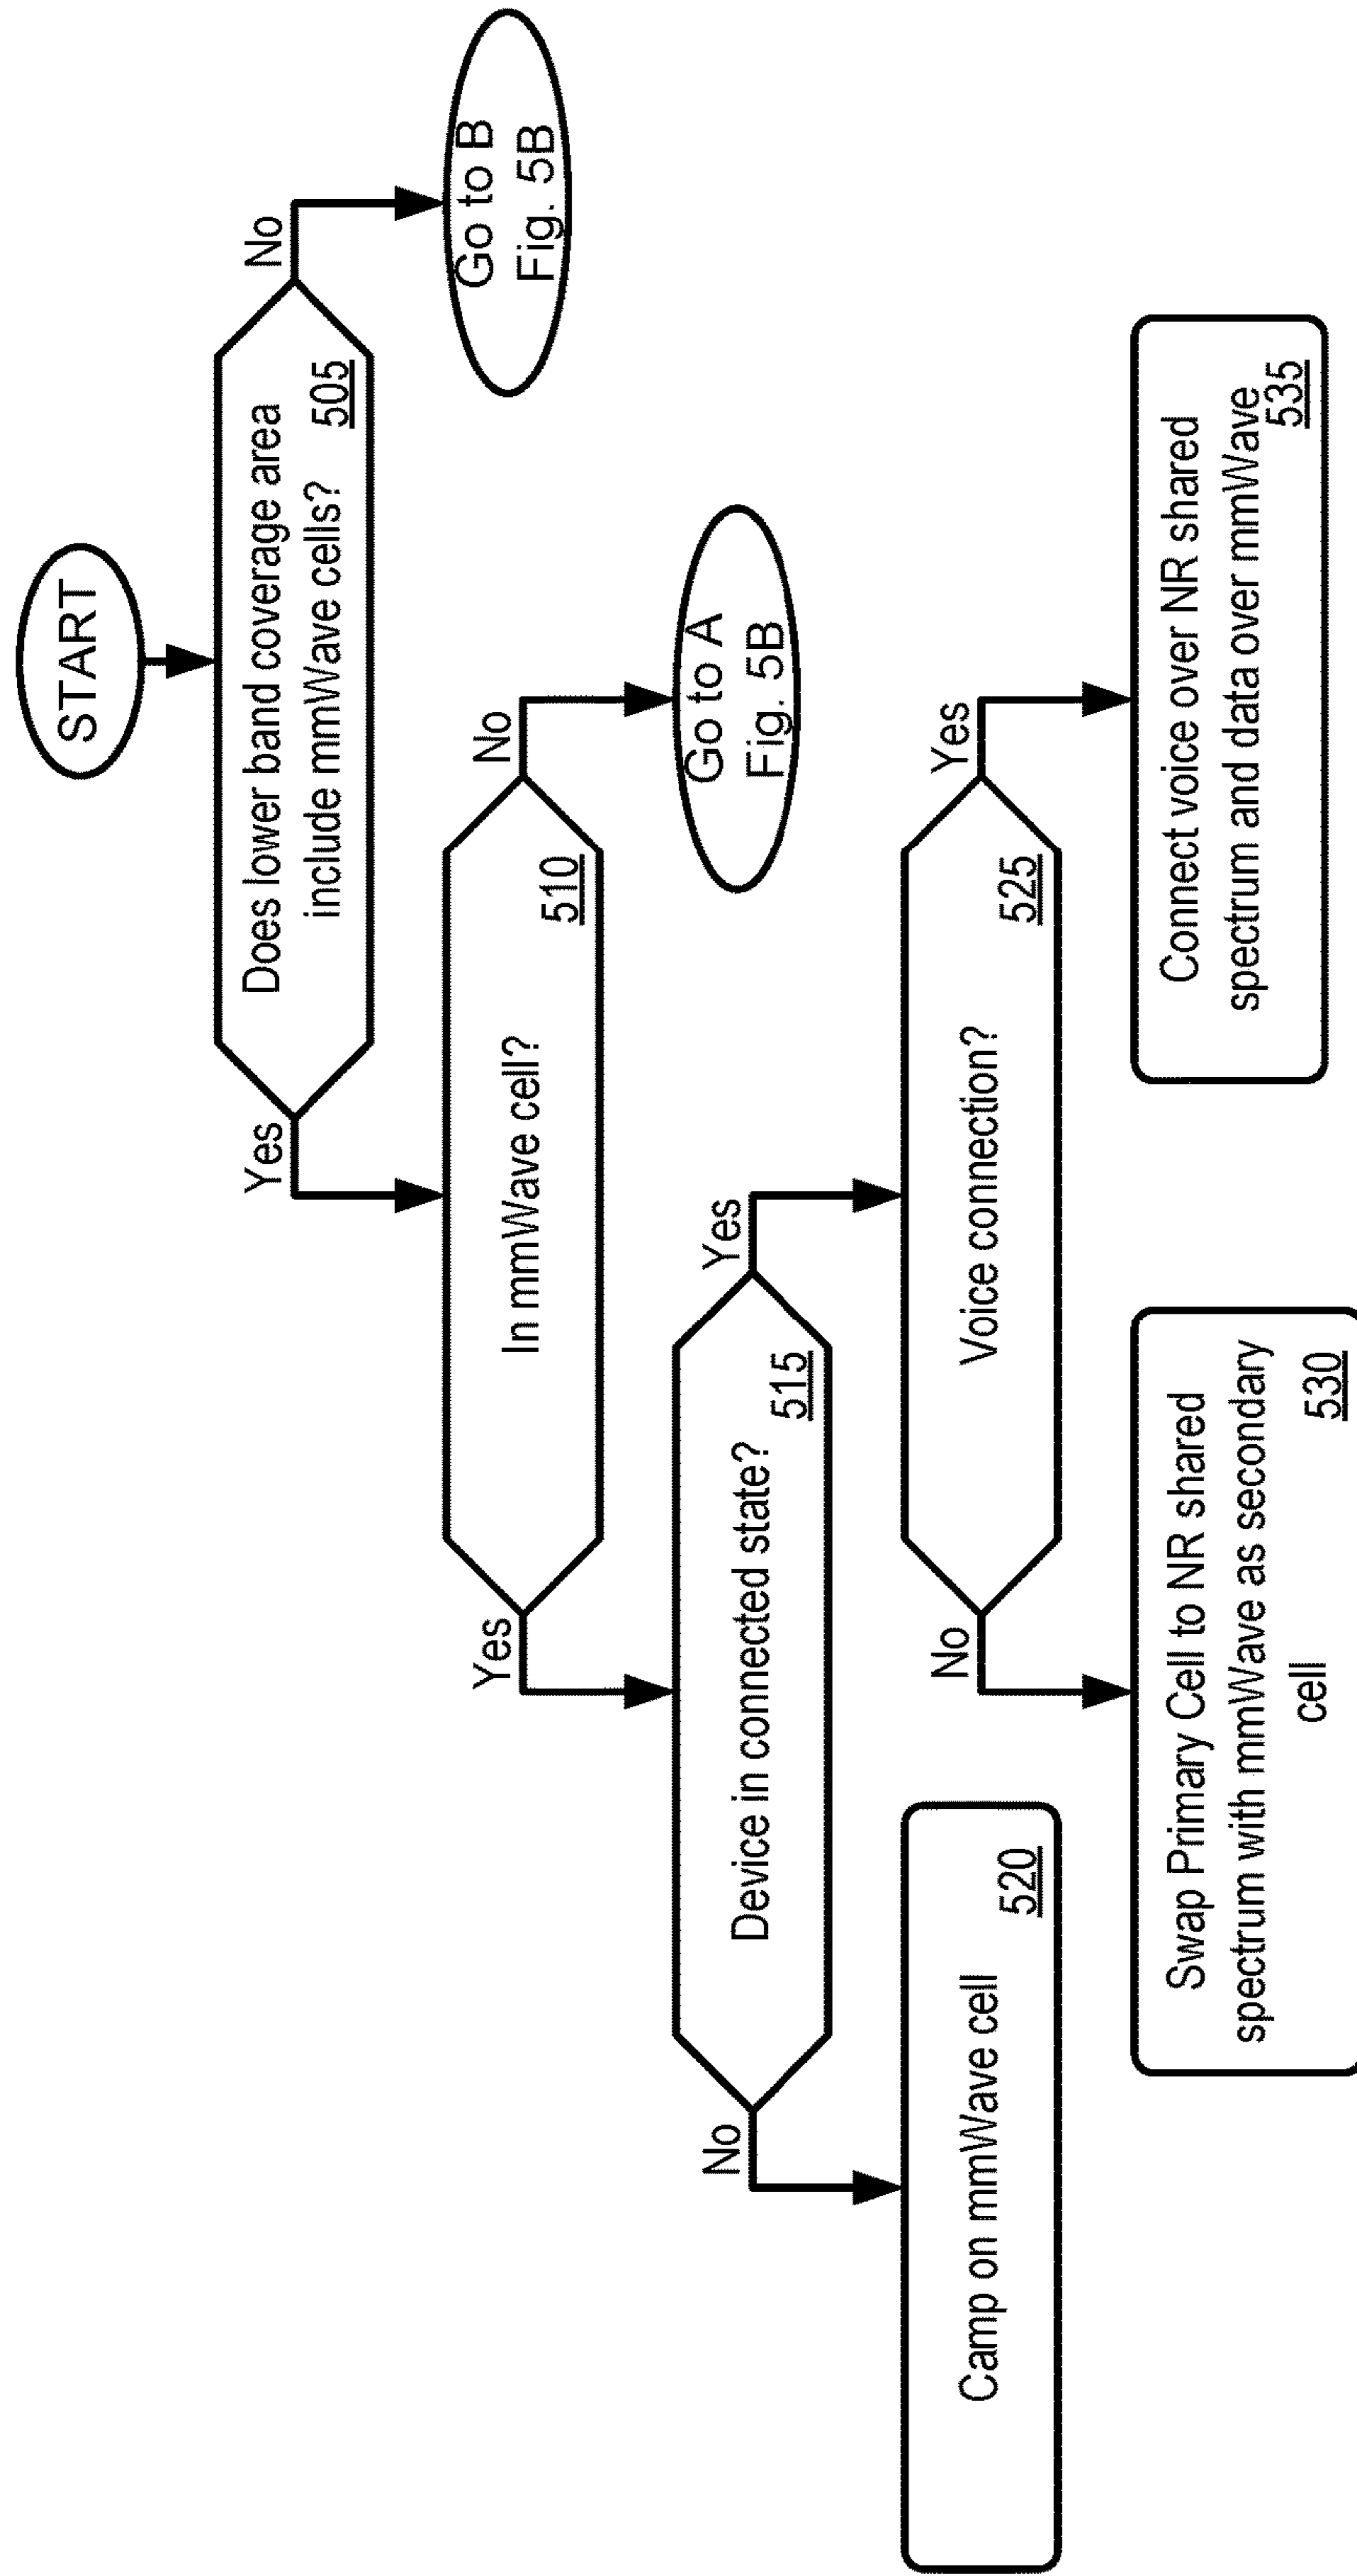 START
Does lower band coverage area
include mmWave cells?
505
Yes
No
Go to B
Fig. 5B
In mmWave cell?
510
Yes
No
Go to A
Fig. 5B
Device in connected state?
515
No
Yes
Camp on mmWave cell
520
Voice connection?
525
No
Yes
Swap Primary Cell to NR shared
spectrum with mmWave as secondary
cell
530
Connect voice over NR shared
spectrum and data over mmWave
535